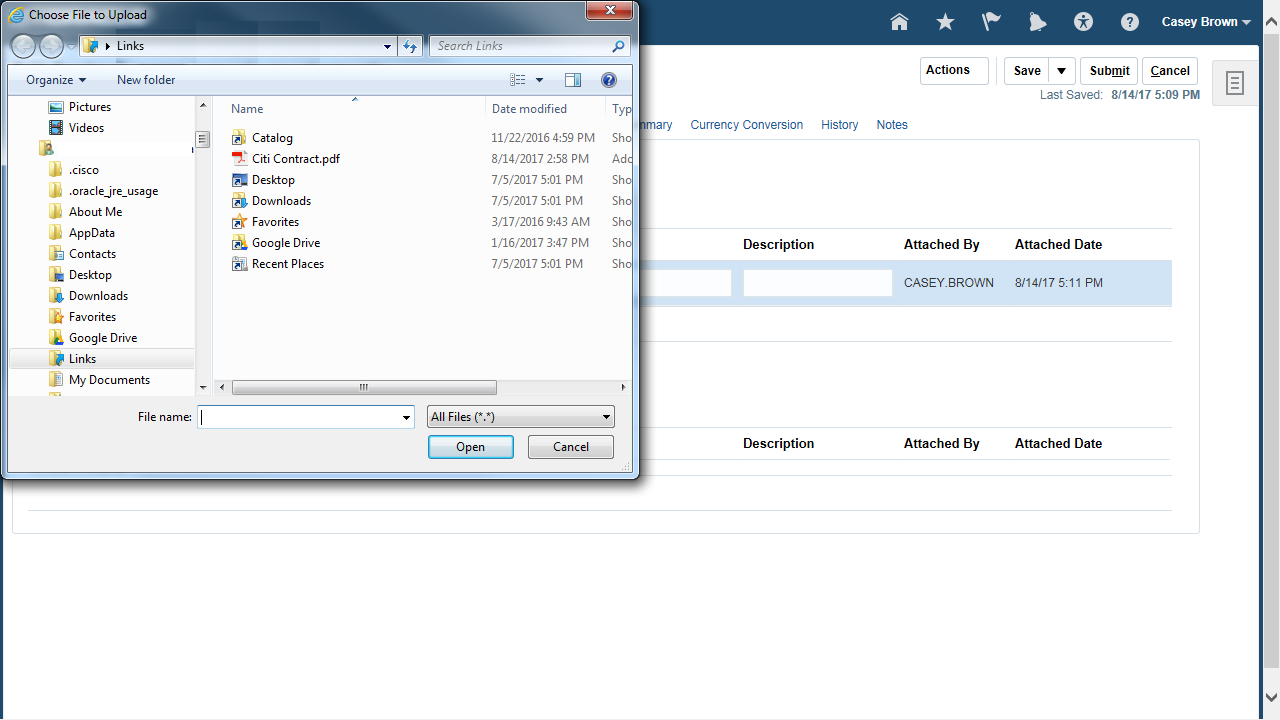 Choose File to Upload
Links
Search Links
Organize
New folder
Pictures
Videos
.cisco
.oracle_jre_usage
About Me
AppData
Contacts
Desktop
Downloads
Favorites
Google Drive
Links
My Documents
Name Date modified Typ
Catalog 11/22/2016 4:59 PM Sho
Citi Contract.pdf 8/14/2017 2:58 PM Ado
Desktop 7/5/2017 5:01 PM Sho
Downloads 7/5/2017 5:01 PM Sho
Favorites 3/17/2016 9:43 AM Sho
Google Drive 1/16/2017 3:47 PM Sho
Recent Places 7/5/2017 5:01 PM Sho
File name:
All Files (*.*)
Open
Cancel
Casey Brown
Actions
Save
Submit
Cancel
Last Saved: 8/14/17 5:09 PM
mmary Currency Conversion History Notes
Description Attached By Attached Date
CASEY.BROWN 8/14/17 5:11 PM
Description Attached By Attached Date